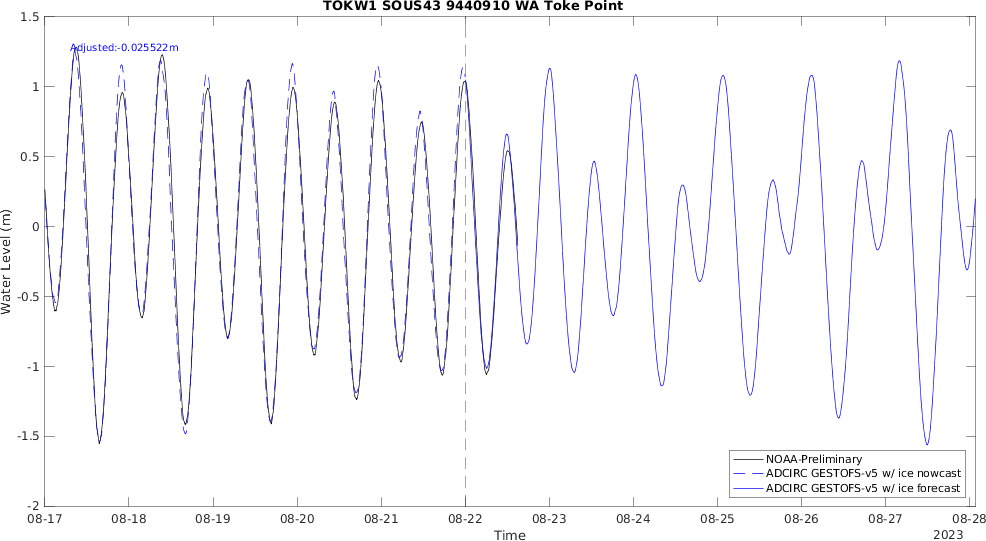 TOKW1 SOUS43 9440910 WA Toke Point
Adjusted:-0.025522m
1.5
1
0.5
0
-0.5
-1
-1.5
-2
Water Level (m)
NOAA-Preliminary
ADCIRC GESTOFS-v5 w/ ice nowcast
ADCIRC GESTOFS-v5 w/ ice forecast
08-17 08-18 08-19 08-20 08-21 08-22 08-23 08-24 08-25 08-26 08-27 08-28
Time
2023